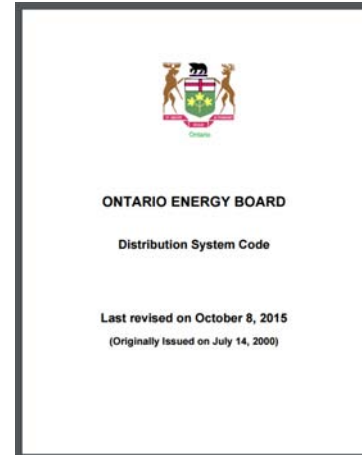 Ontario
ONTARIO ENERGY BOARD
Distribution System Code
Last revised on October 8, 2015
(Originally Issued on July 14, 2000)